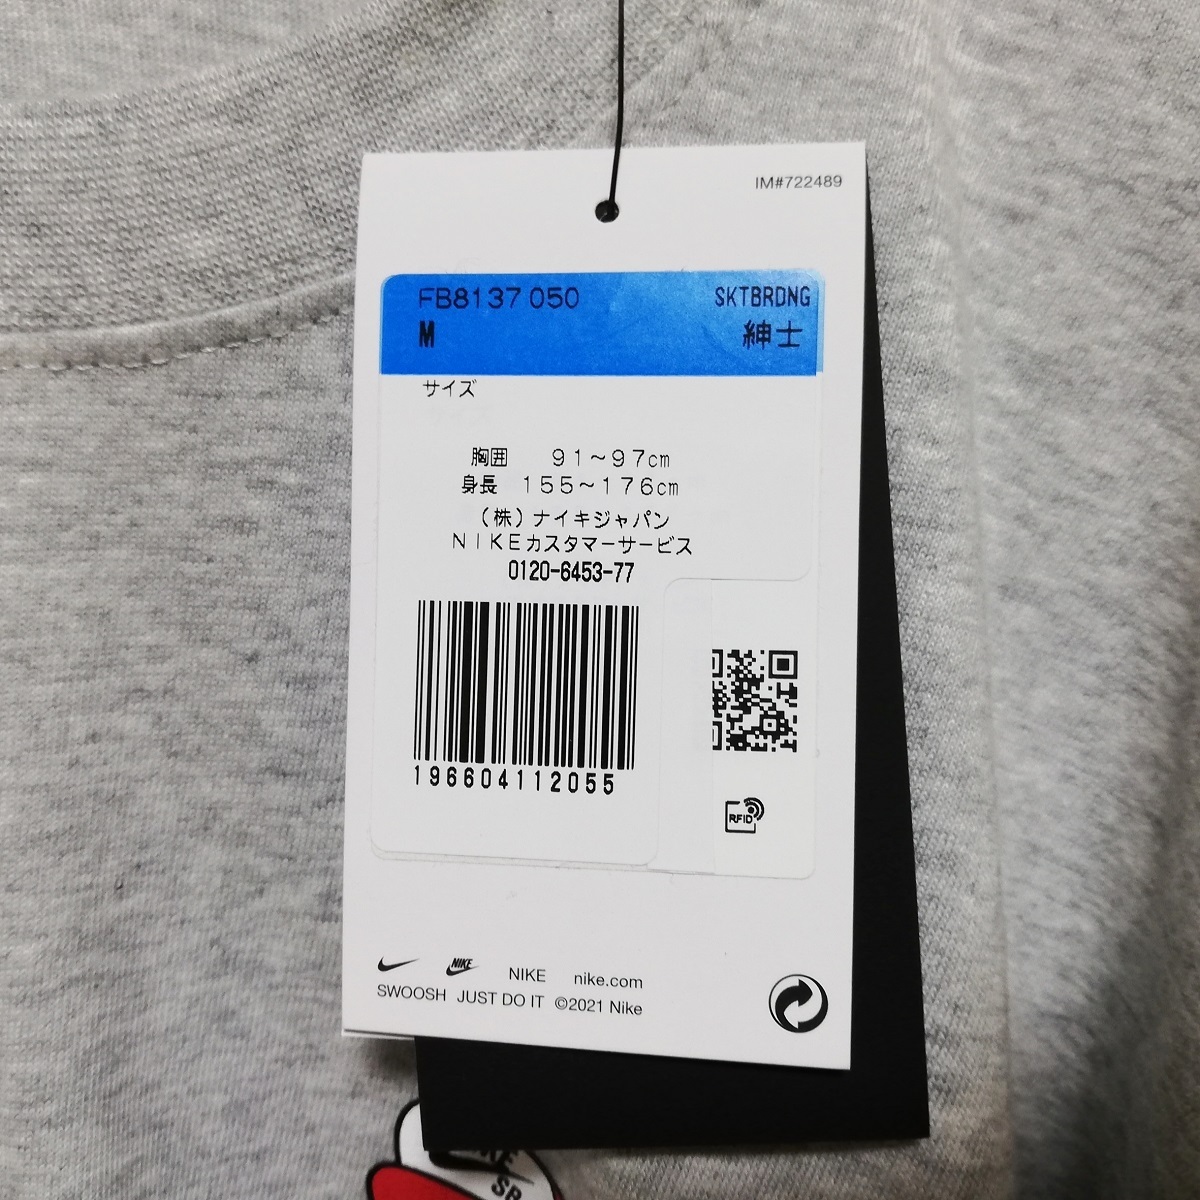 IM#722489
FB8137 050 SKTBRDNG
M 紳士
サイズ
胸囲 91～97cm
身長 155～176cm
(株)ナイキジャパン
NIKEカスタマーサービス
0120-6453-77
196604112055
RFID
NIKE NIKE nike.com
SWOOSH JUST DO IT ©2021 Nike